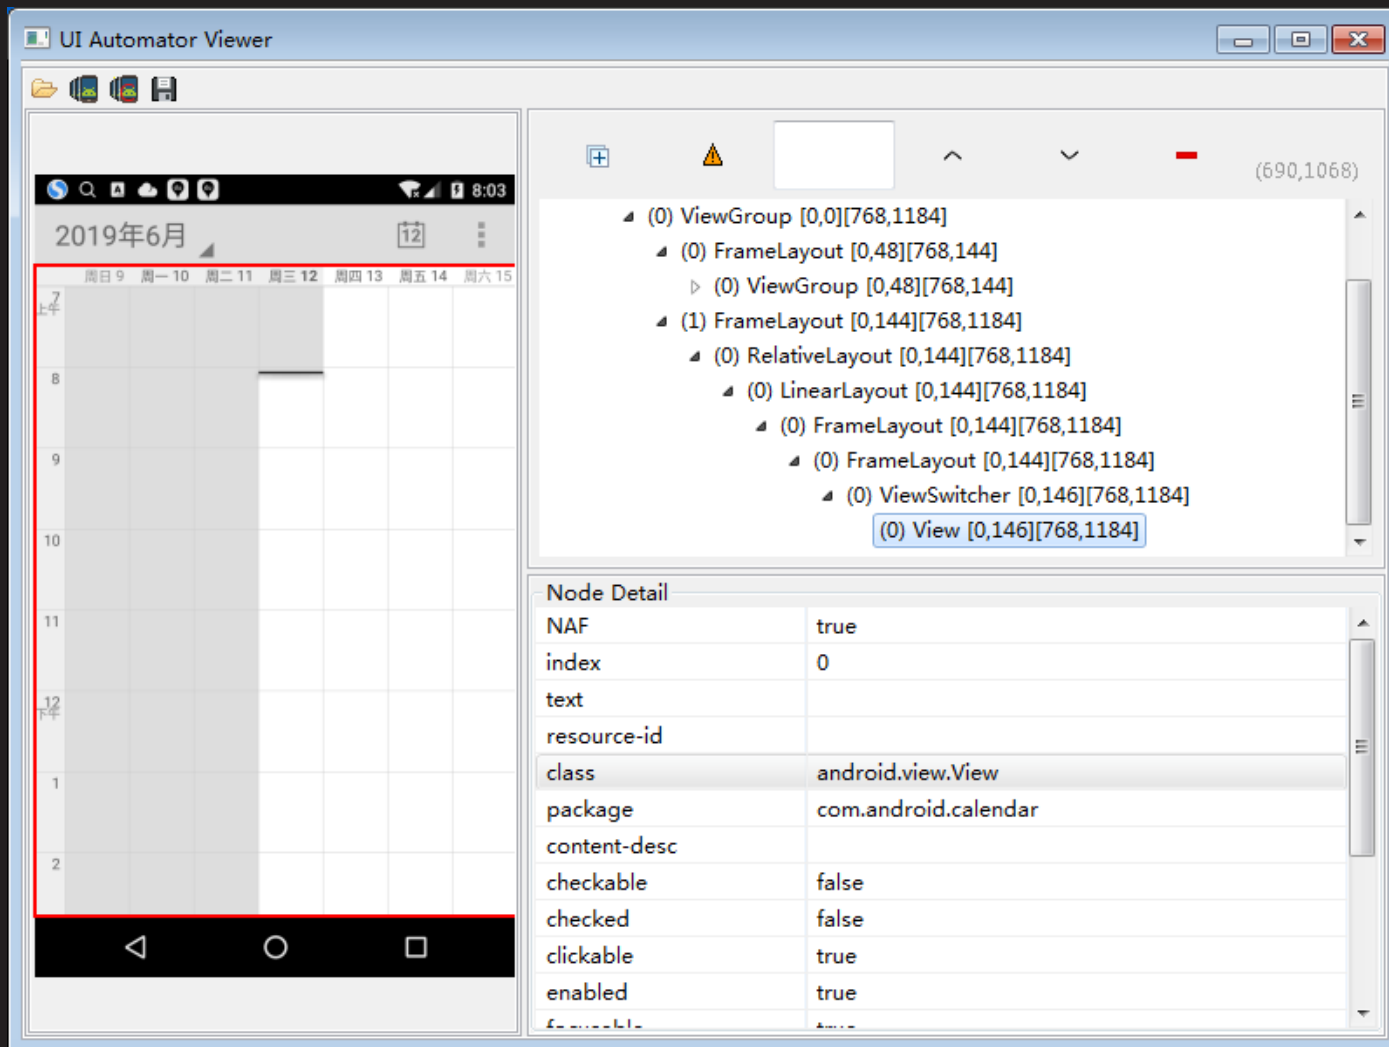 UI Automator Viewer
8:03
2019年6月
12
周日 9 周一 10 周二 11 周三 12 周四 13 周五 14 周六 15
7
上午
8
9
10
11
12
下午
1
2
(690,1068)
(0) ViewGroup [0,0][768,1184]
(0) FrameLayout [0,48][768,144]
(0) ViewGroup [0,48][768,144]
(1) FrameLayout [0,144][768,1184]
(0) RelativeLayout [0,144][768,1184]
(0) LinearLayout [0,144][768,1184]
(0) FrameLayout [0,144][768,1184]
(0) FrameLayout [0,144][768,1184]
(0) ViewSwitcher [0,146][768,1184]
(0) View [0,146][768,1184]
Node Detail
NAF true
index 0
text
resource-id
class android.view.View
package com.android.calendar
content-desc
checkable false
checked false
clickable true
enabled true
focusable true